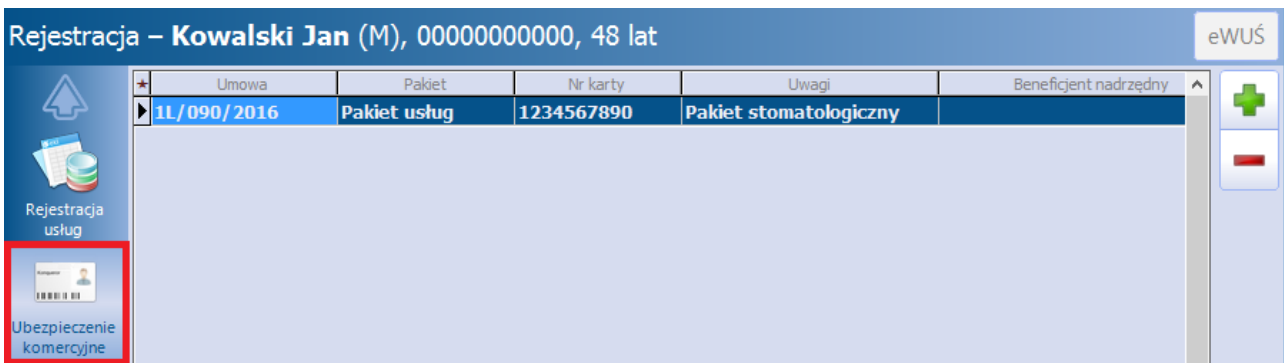 Rejestracja – Kowalski Jan (M), 00000000000, 48 lat
eWUŚ
Umowa Pakiet Nr karty Uwagi Beneficjent nadrzędny
1L/090/2016 Pakiet usług 1234567890 Pakiet stomatologiczny
Rejestracja
usług
Ubezpieczenie
komercyjne